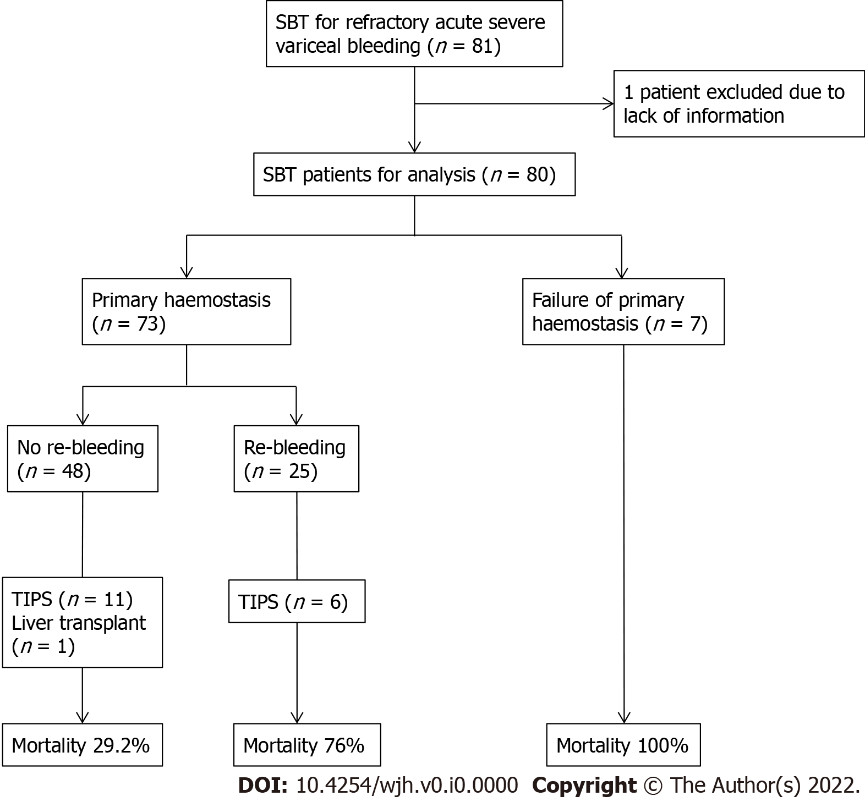 SBT for refractory acute severe
variceal bleeding (n = 81)
1 patient excluded due to
lack of information
SBT patients for analysis (n = 80)
Primary haemostasis
(n = 73)
Failure of primary
haemostasis (n = 7)
No re-bleeding
(n = 48)
Re-bleeding
(n = 25)
TIPS (n = 11)
Liver transplant
(n = 1)
TIPS (n = 6)
Mortality 29.2%
Mortality 76%
Mortality 100%
DOI: 10.4254/wjh.v0.i0.0000 Copyright © The Author(s) 2022.